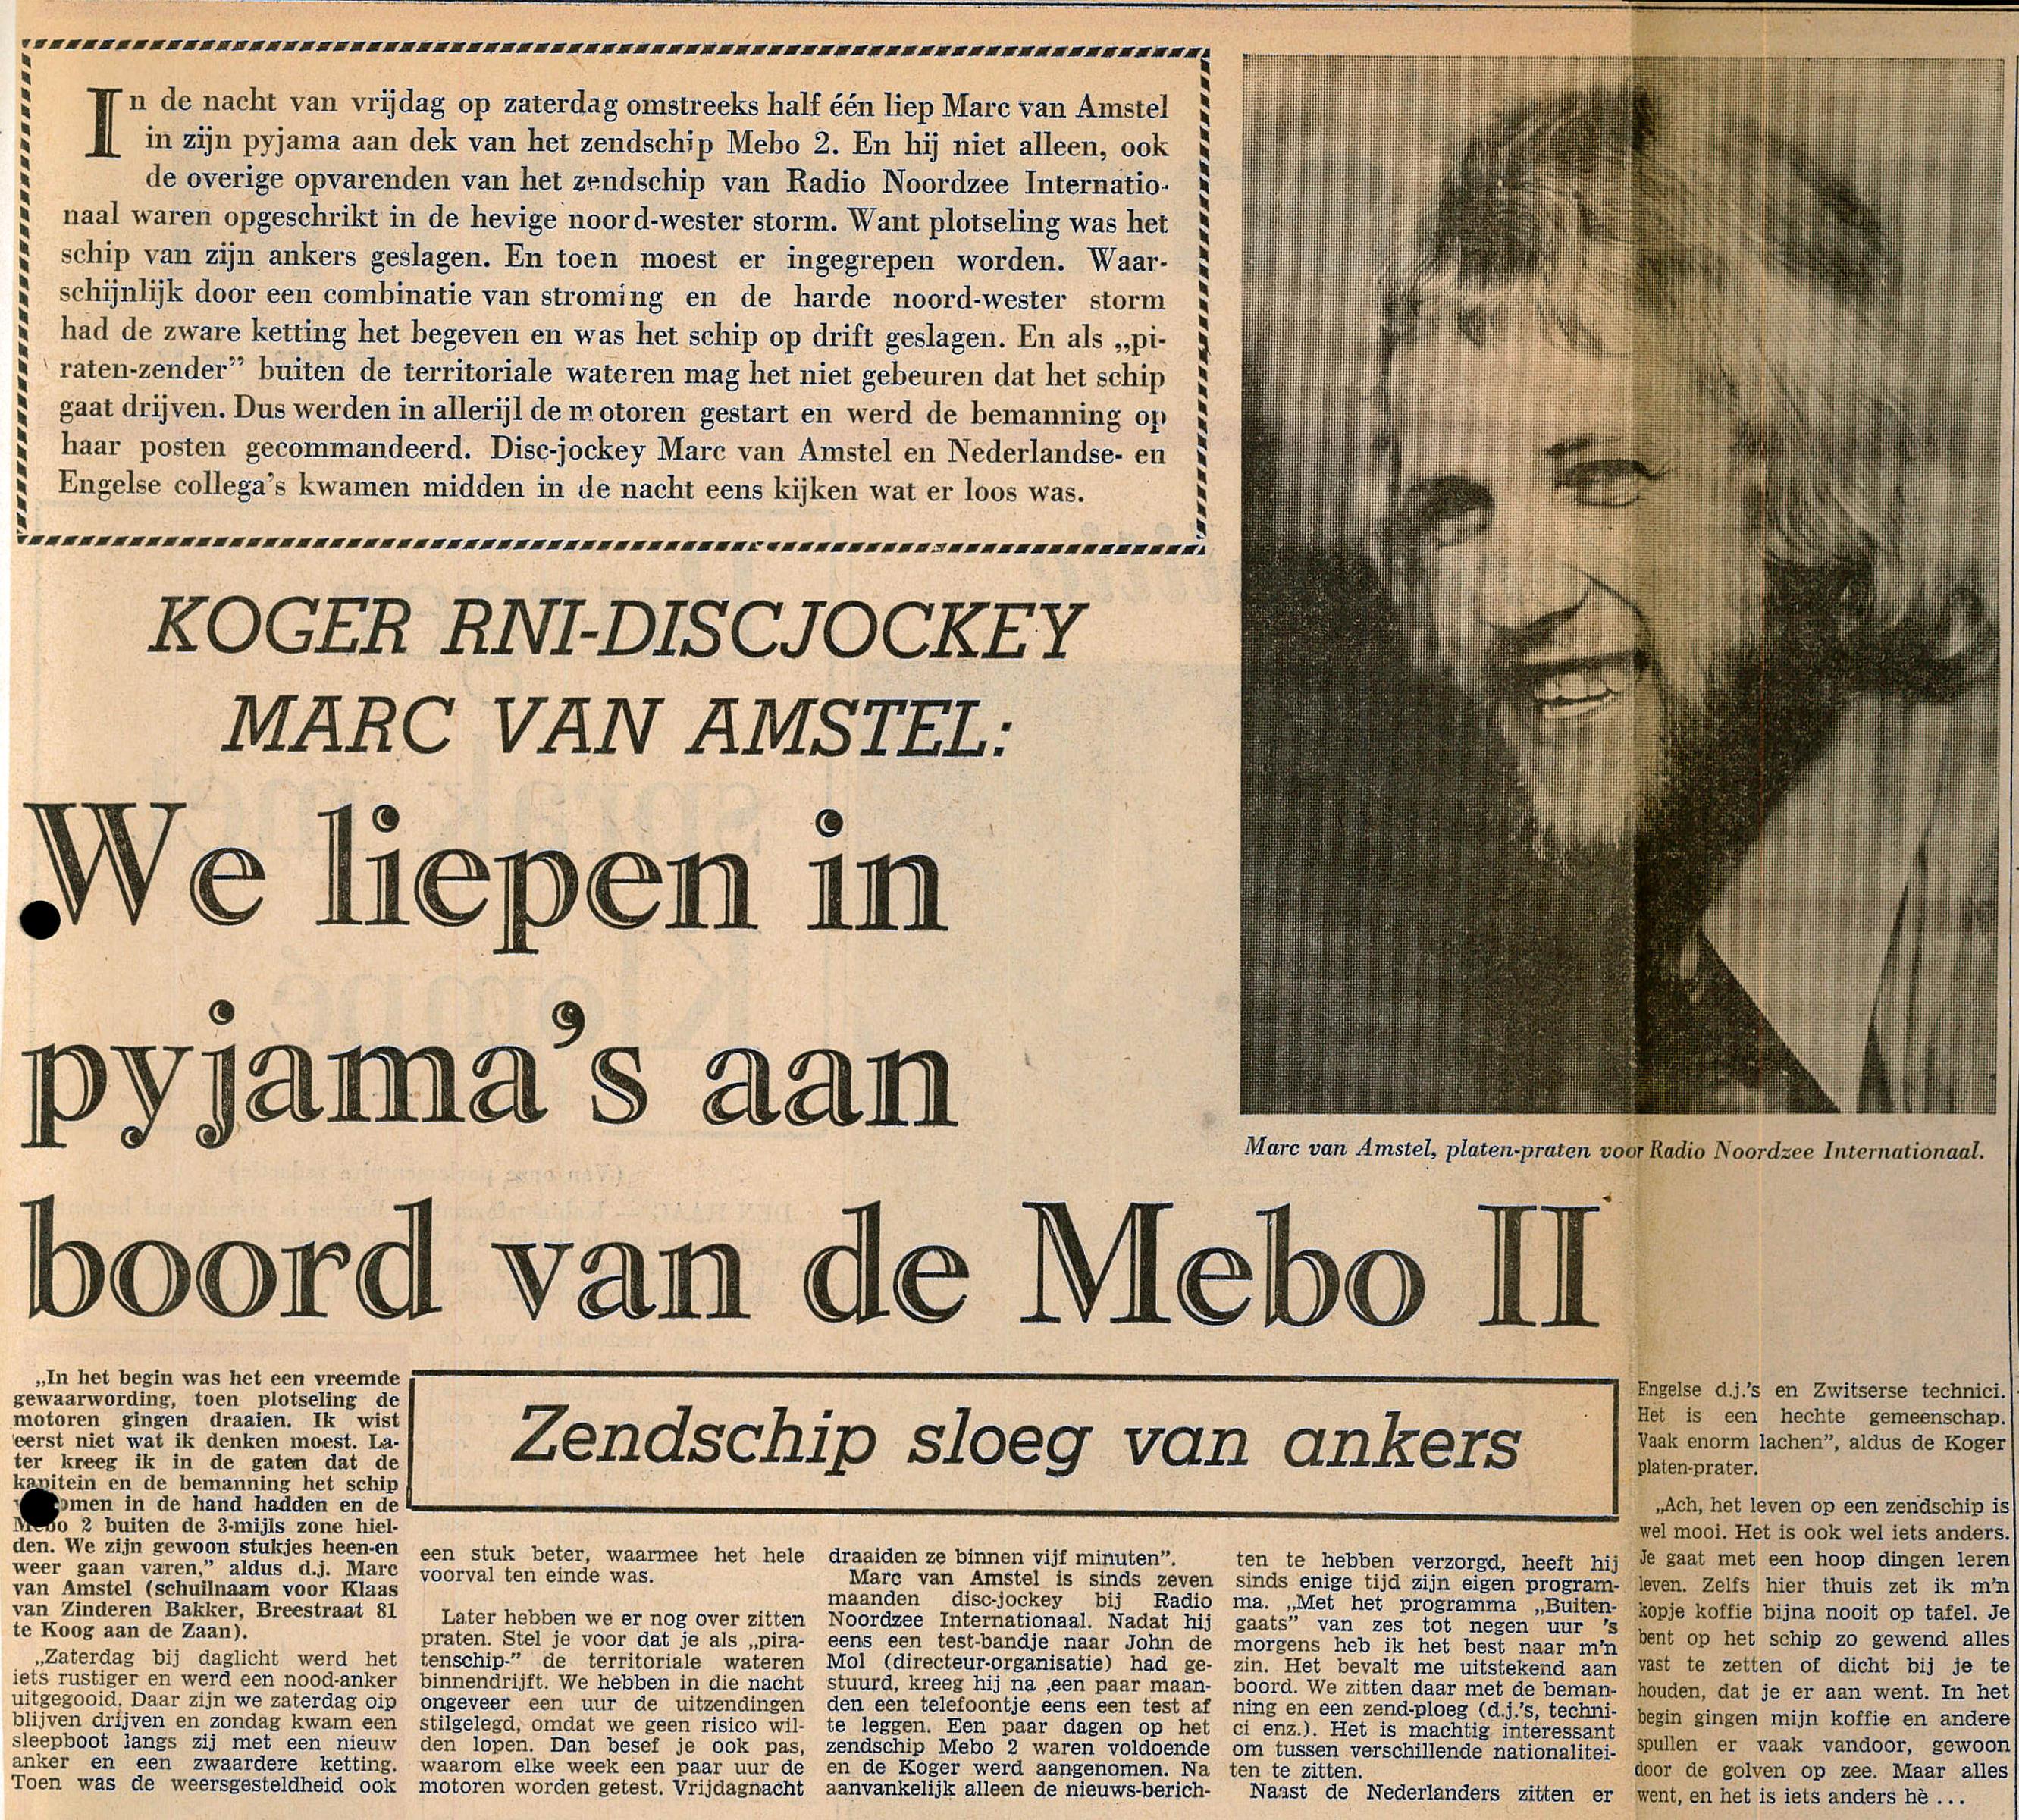 In de nacht van vrijdag op zaterdag omstreeks half één liep Marc van Amstel
in zijn pyjama aan dek van het zendschip Mebo 2. En hij niet alleen, ook
de overige opvarenden van het zendschip van Radio Noordzee Internatio-
naal waren opgeschrikt in de hevige noord-wester storm. Want plotseling was het
schip van zijn ankers geslagen. En toen moest er ingegrepen worden. Waar-
schijnlijk door een combinatie van stroming en de harde noord-wester storm
had de zware ketting het begeven en was het schip op drift geslagen. En als „pi-
raten-zender” buiten de territoriale wateren mag het niet gebeuren dat het schip
gaat drijven. Dus werden in allerijl de motoren gestart en werd de bemanning op
haar posten gecommandeerd. Disc-jockey Marc van Amstel en Nederlandse- en
Engelse collega's kwamen midden in de nacht eens kijken wat er loos was.
KOGER RNI-DISCJOCKEY
MARC VAN AMSTEL:
We liepen in
pyjama's aan
boord van de Mebo II
Marc van Amstel, platen-praten voor Radio Noordzee Internationaal.
Zendschip sloeg van ankers
„In het begin was het een vreemde
gewaarwording, toen plotseling de
motoren gingen draaien. Ik wist
eerst niet wat ik denken moest. La-
ter kreeg ik in de gaten dat de
kapitein en de bemanning het schip
omen in de hand hadden en de
Mebo 2 buiten de 3-mijls zone hiel-
den. We zijn gewoon stukjes heen-en
weer gaan varen,” aldus d.j. Marc
van Amstel (schuilnaam voor Klaas
van Zinderen Bakker, Breestraat 81
te Koog aan de Zaan).
„Zaterdag bij daglicht werd het
iets rustiger en werd een nood-anker
uitgegooid. Daar zijn we zaterdag oip
blijven drijven en zondag kwam een
sleepboot langs zij met een nieuw
anker en een zwaardere ketting.
Toen was de weersgesteldheid ook
een stuk beter, waarmee het hele
voorval ten einde was.
Later hebben we er nog over zitten
praten. Stel je voor dat je als „pira-
tenschip-” de territoriale wateren
binnendrijft. We hebben in die nacht
ongeveer een uur de uitzendingen
stilgelegd, omdat we geen risico wil-
den lopen. Dan besef je ook pas,
waarom elke week een paar uur de
motoren worden getest. Vrijdagnacht
draaiden ze binnen vijf minuten”.
Marc van Amstel is sinds zeven
maanden disc-jockey bij Radio
Noordzee Internationaal. Nadat hij
eens een test-bandje naar John de
Mol (directeur-organisatie) had ge-
stuurd, kreeg hij na ,een paar maan-
den een telefoontje eens een test af
te leggen. Een paar dagen op het
zendschip Mebo 2 waren voldoende
en de Koger werd aangenomen. Na
aanvankelijk alleen de nieuws-berich-
ten te hebben verzorgd, heeft hij
sinds enige tijd zijn eigen program-
ma. „Met het programma „Buiten-
gaats” van zes tot negen uur 's
morgens heb ik het best naar m'n
zin. Het bevalt me uitstekend aan
boord. We zitten daar met de beman-
ning en een zend-ploeg (d.j.'s, techni-
ci enz.). Het is machtig interessant
om tussen verschillende nationalitei-
ten te zitten.
Naast de Nederlanders zitten er
Engelse d.j.'s en Zwitserse technici.
Het is een hechte gemeenschap.
Vaak enorm lachen”, aldus de Koger
platen-prater.
„Ach, het leven op een zendschip is
wel mooi. Het is ook wel iets anders.
Je gaat met een hoop dingen leren
leven. Zelfs hier thuis zet ik m'n
kopje koffie bijna nooit op tafel. Je
bent op het schip zo gewend alles
vast te zetten of dicht bij je te
houden, dat je er aan went. In het
begin gingen mijn koffie en andere
spullen er vaak vandoor, gewoon
door de golven op zee. Maar alles
went, en het is iets anders hè ...